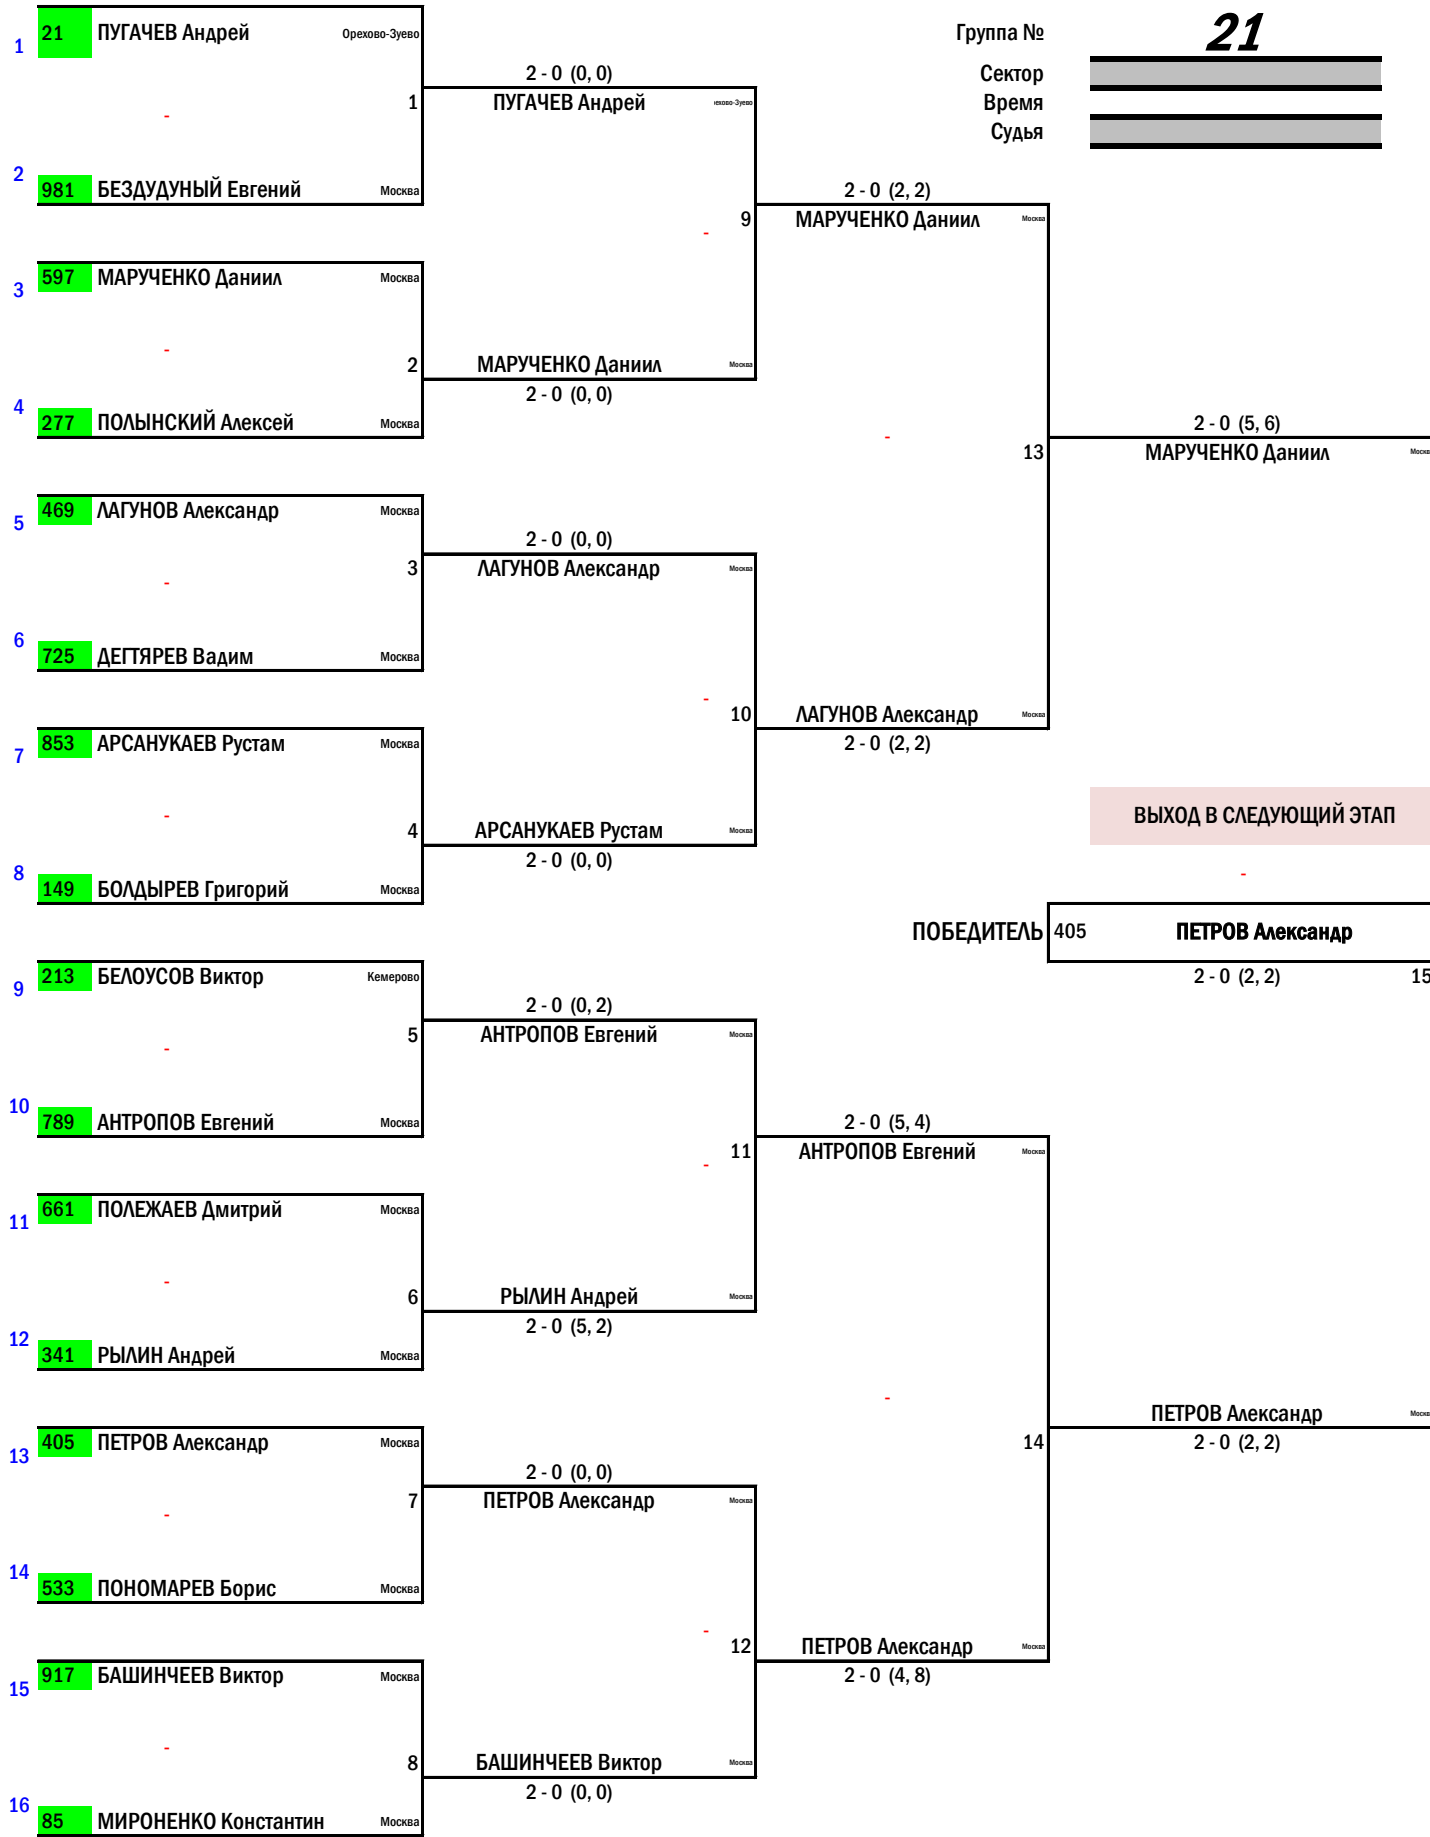 Группа № 21
Сектор
Время
Судья
1 21 ПУГАЧЕВ Андрей Орехово-Зуево
2 - 0 (0, 0)
1 ПУГАЧЕВ Андрей
-
2 981 БЕЗДУДУНЫЙ Евгений Москва
2 - 0 (2, 2)
- 9 МАРУЧЕНКО Даниил Москва
3 597 МАРУЧЕНКО Даниил Москва
-
2 МАРУЧЕНКО Даниил Москва
2 - 0 (0, 0)
4 277 ПОЛЫНСКИЙ Алексей Москва
2 - 0 (5, 6)
- 13 МАРУЧЕНКО Даниил
5 469 ЛАГУНОВ Александр Москва
2 - 0 (0, 0)
3 ЛАГУНОВ Александр Москва
-
6 725 ДЕГТЯРЕВ Вадим Москва
- 10 ЛАГУНОВ Александр Москва
2 - 0 (2, 2)
7 853 АРСАНУКАЕВ Рустам Москва
-
4 АРСАНУКАЕВ Рустам Москва
2 - 0 (0, 0)
ВЫХОД В СЛЕДУЮЩИЙ ЭТАП
-
8 149 БОЛДЫРЕВ Григорий Москва
ПОБЕДИТЕЛЬ 405 ПЕТРОВ Александр
2 - 0 (2, 2) 15
9 213 БЕЛОУСОВ Виктор Кемерово
2 - 0 (0, 2)
5 АНТРОПОВ Евгений Москва
-
10 789 АНТРОПОВ Евгений Москва
2 - 0 (5, 4)
- 11 АНТРОПОВ Евгений Москва
11 661 ПОЛЕЖАЕВ Дмитрий Москва
-
6 РЫЛИН Андрей Москва
2 - 0 (5, 2)
12 341 РЫЛИН Андрей Москва
-
14 ПЕТРОВ Александр
2 - 0 (2, 2)
13 405 ПЕТРОВ Александр Москва
2 - 0 (0, 0)
7 ПЕТРОВ Александр Москва
-
14 533 ПОНОМАРЕВ Борис Москва
- 12 ПЕТРОВ Александр Москва
2 - 0 (4, 8)
15 917 БАШИНЧЕЕВ Виктор Москва
-
8 БАШИНЧЕЕВ Виктор Москва
2 - 0 (0, 0)
16 85 МИРОНЕНКО Константин Москва